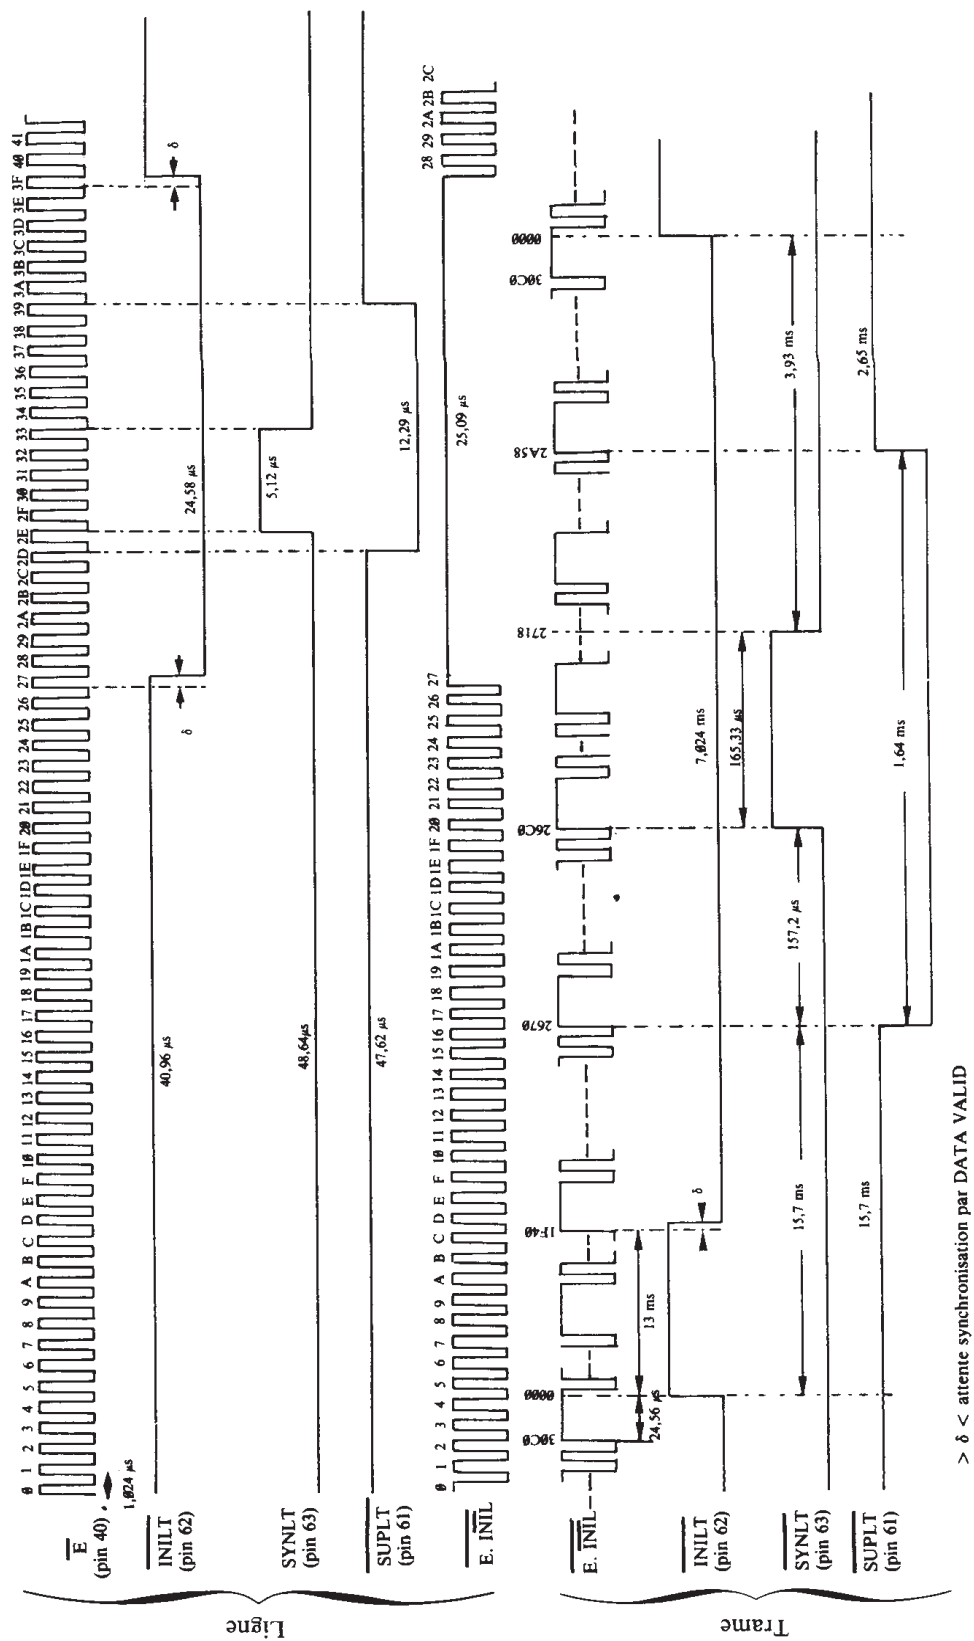 Ligne
E
(pin 40)
0 1 2 3 4 5 6 7 8 9 A B C D E F 10 11 12 13 14 15 16 17 18 19 1A 1B 1C 1D 1E 1F 20 21 22 23 24 25 26 27 28 29 2A 2B 2C 2D 2E 2F 30 31 32 33 34 35 36 37 38 39 3A 3B 3C 3D 3E 3F 40 41
1,024 µs
INILT
(pin 62)
40,96 µs
δ
24,58 µs
δ
SYNLT
(pin 63)
48,64µs
5,12 µs
SUPLT
(pin 61)
47,62 µs
12,29 µs
E. INIL
0 1 2 3 4 5 6 7 8 9 A B C D E F 10 11 12 13 14 15 16 17 18 19 1A 1B 1C 1D 1E 1F 20 21 22 23 24 25 26 27
25,09 µs
28 29 2A 2B 2C
Trame
E. INIL
30C0 0000 1F40 2670 26C0 2718 2A58 30C0 0000
24,56 µs
13 ms
INILT
(pin 62)
δ
7,024 ms
165,33 µs
SYNLT
(pin 63)
15,7 ms
157,2 µs
3,93 ms
SUPLT
(pin 61)
15,7 ms
1,64 ms
2,65 ms
> δ < attente synchronisation par DATA VALID